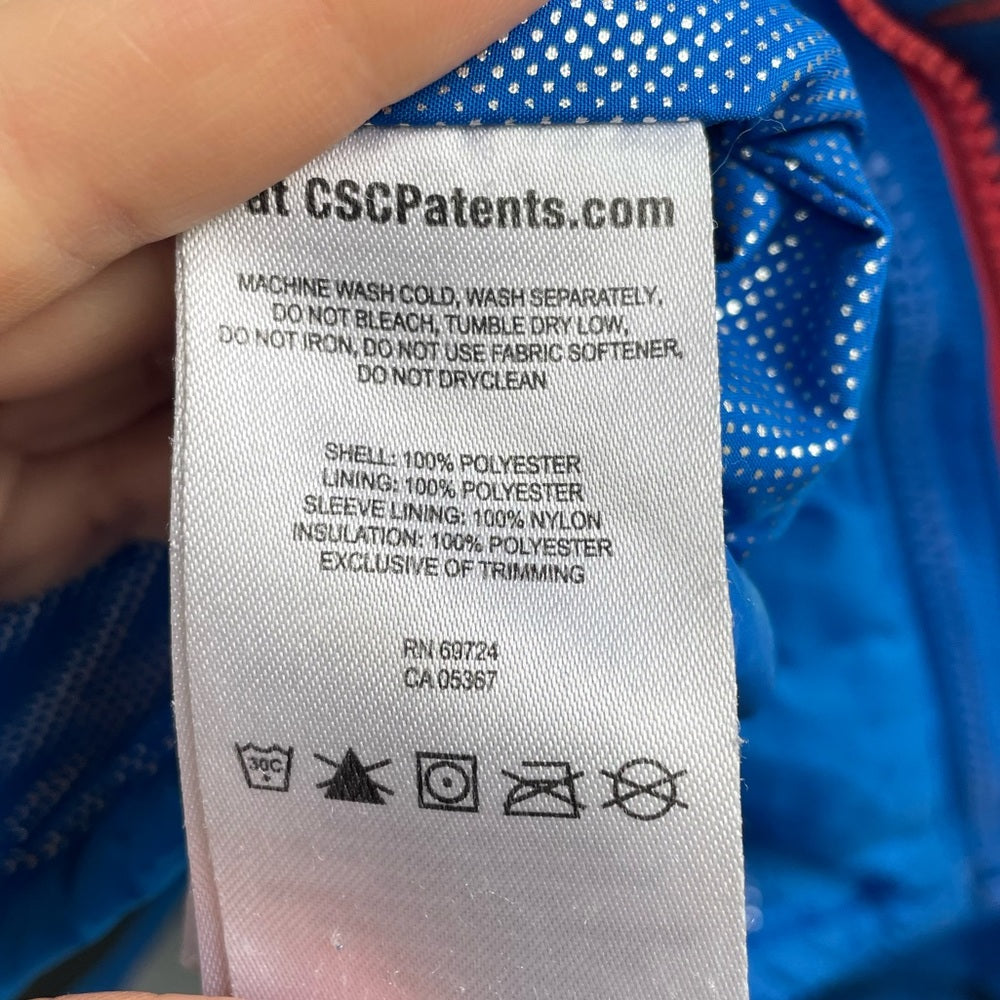 at CSCPatents.com
MACHINE WASH COLD, WASH SEPARATELY,
DO NOT BLEACH, TUMBLE DRY LOW,
DO NOT IRON, DO NOT USE FABRIC SOFTENER,
DO NOT DRYCLEAN
SHELL: 100% POLYESTER
LINING: 100% POLYESTER
SLEEVE LINING: 100% NYLON
INSULATION: 100% POLYESTER
EXCLUSIVE OF TRIMMING
RN 69724
CA 05367
30C